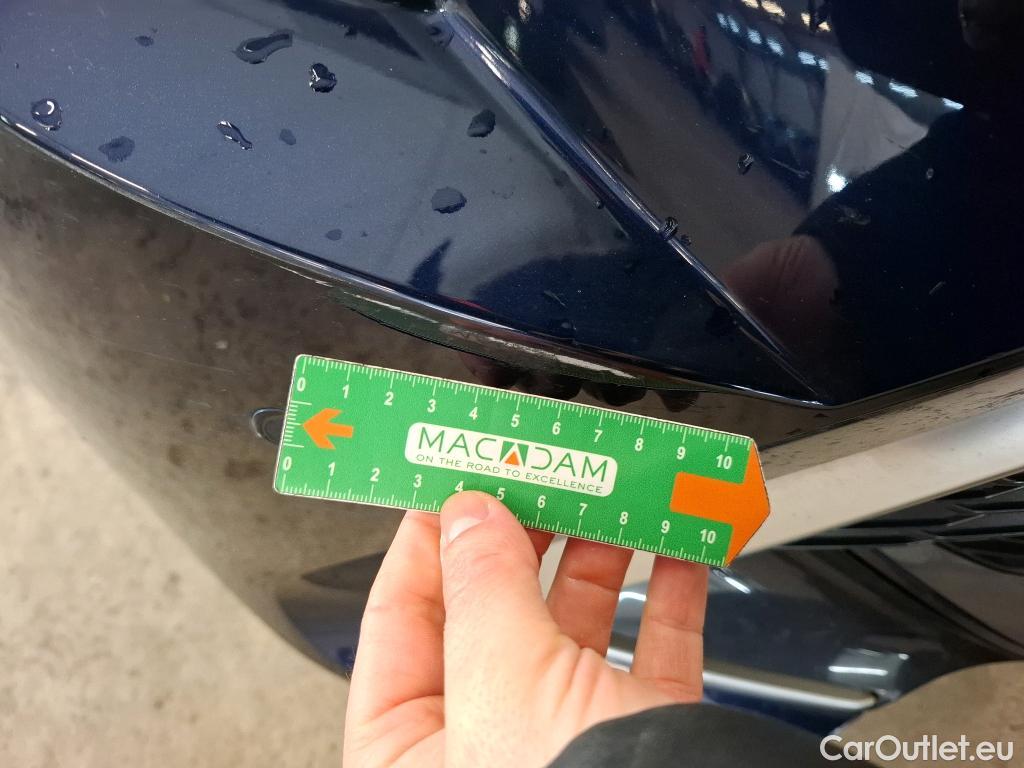 0 1 2 3 4 5 6 7 8 9 10
MACADAM
ON THE ROAD TO EXCELLENCE
0 1 2 3 4 5 6 7 8 9 10
CarOutlet.eu